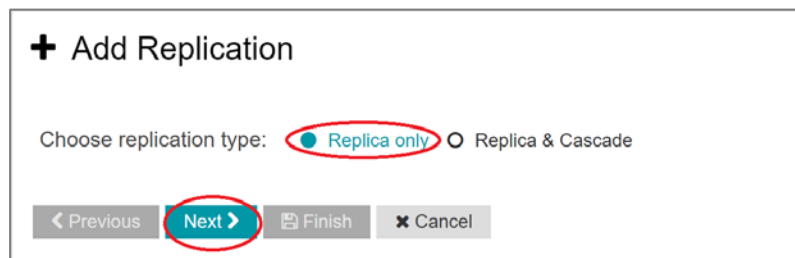 Add Replication
Choose replication type: Replica only Replica & Cascade
Previous Next Finish Cancel